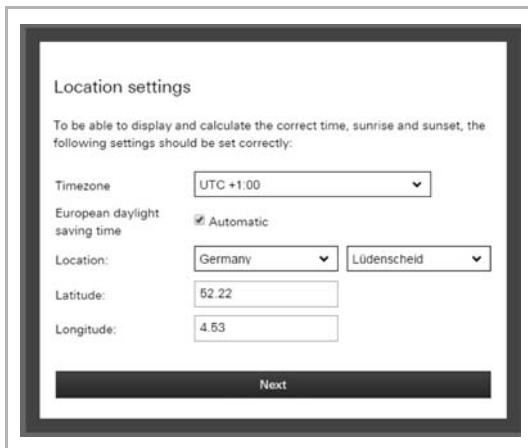 Location settings
To be able to display and calculate the correct time, sunrise and sunset, the
following settings should be set correctly:
Timezone UTC +1:00
European daylight
saving time Automatic
Location: Germany Lüdenscheid
Latitude: 52.22
Longitude: 4.53
Next